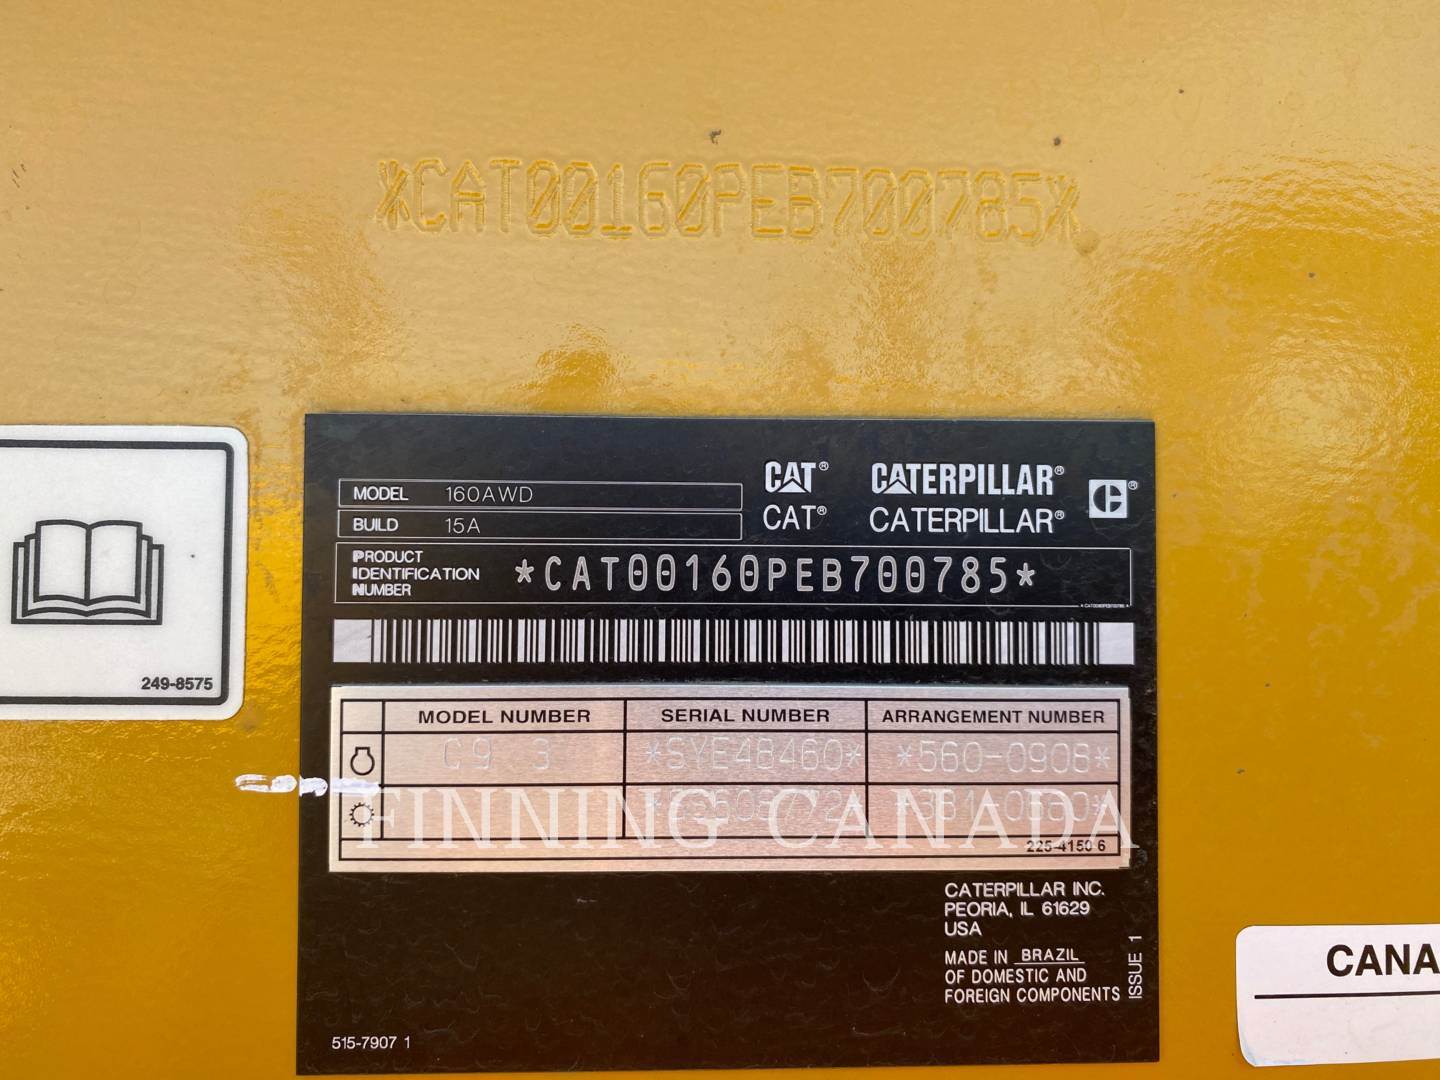 *CAT00160PEB700785*
CAT® CATERPILLAR®
MODEL 160AWD
CAT® CATERPILLAR®
BUILD 15A
PRODUCT IDENTIFICATION NUMBER *CAT00160PEB700785*
249-8575
MODEL NUMBER SERIAL NUMBER ARRANGEMENT NUMBER
C9.3 *SYE48460* *560-0908*
FINNING CANADA
225-4150 6
CATERPILLAR INC.
PEORIA, IL 61629
USA
MADE IN BRAZIL
OF DOMESTIC AND
FOREIGN COMPONENTS
ISSUE 1
515-7907 1
CANA